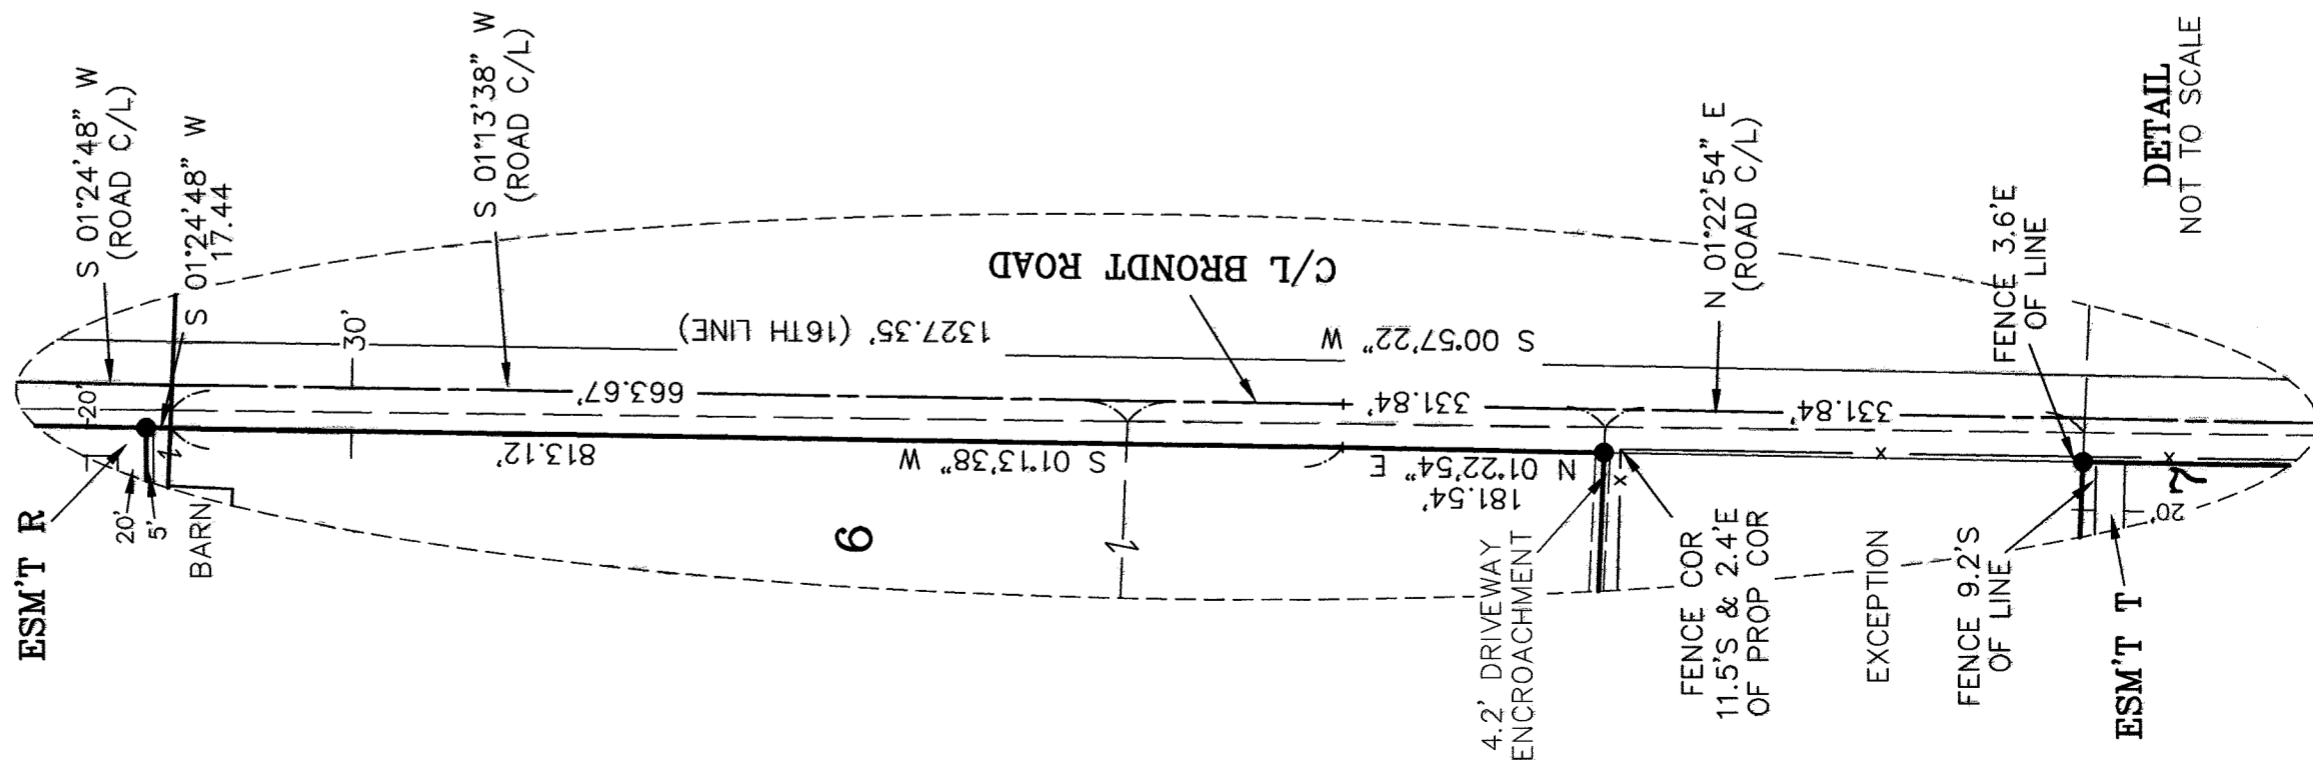 S 01°24'48" W
(ROAD C/L)
S 01°24'48" W
17.44
S 01°13'38" W
(ROAD C/L)
ESM'T R
20'
5'
20'
BARN
30'
1327.35' (16TH LINE)
S 00°57'22" W
C/L BRONDT ROAD
663.67'
331.84'
331.84'
813.12'
S 01°13'38" W
N 01°22'54" E
181.54'
6
N 01°22'54" E
(ROAD C/L)
4.2' DRIVEWAY
ENCROACHMENT
FENCE COR
11.5'S & 2.4'E
OF PROP COR
EXCEPTION
FENCE 3.6'E
OF LINE
FENCE 9.2'S
OF LINE
ESM'T T
20'
7
x
x
x
DETAIL
NOT TO SCALE